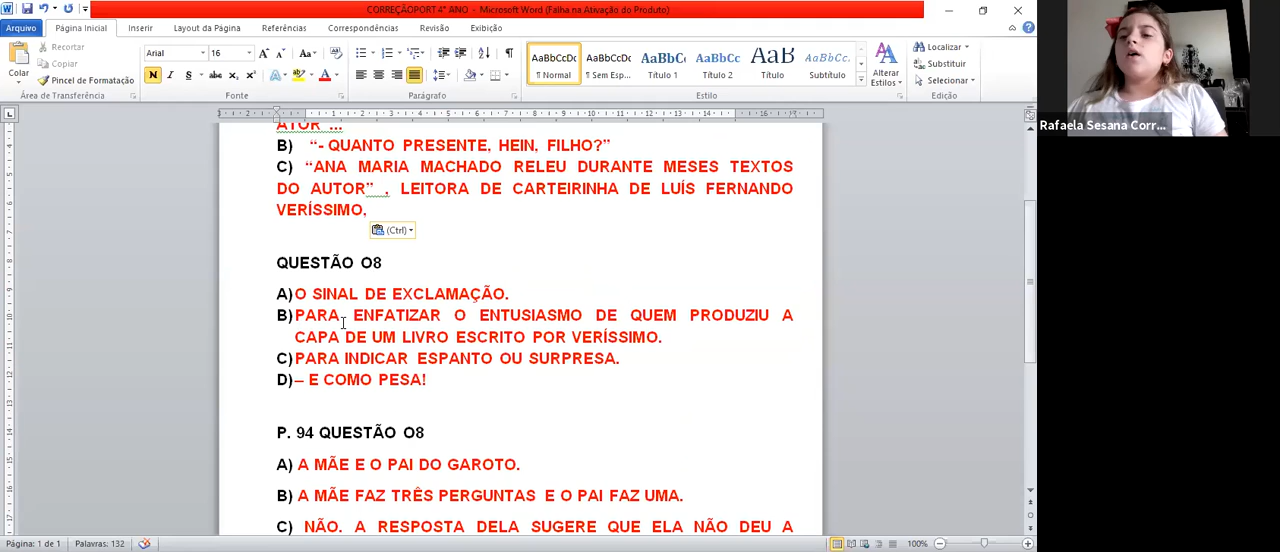 CORREÇÃOPORT 4° ANO - Microsoft Word (Falha na Ativação do Produto)
Arquivo Página Inicial Inserir Layout da Página Referências Correspondências Revisão Exibição
Colar
Recortar
Copiar
Pincel de Formatação
Área de Transferência
Arial 16
N I S abc x₂ x²
Fonte
Parágrafo
AaBbCcDc AaBbCcDc AaBbC AaBbCc AaB AaBbCc.
¶ Normal ¶ Sem Esp... Título 1 Título 2 Título Subtítulo
Estilo
Alterar Estilos
Localizar
Substituir
Selecionar
Edição
Rafaela Sesana Corr...
ATOR ...
B) “- QUANTO PRESENTE, HEIN, FILHO?”
C) “ANA MARIA MACHADO RELEU DURANTE MESES TEXTOS
DO AUTOR” , LEITORA DE CARTEIRINHA DE LUÍS FERNANDO
VERÍSSIMO,
(Ctrl)
QUESTÃO O8
A) O SINAL DE EXCLAMAÇÃO.
B) PARA ENFATIZAR O ENTUSIASMO DE QUEM PRODUZIU A
CAPA DE UM LIVRO ESCRITO POR VERÍSSIMO.
C) PARA INDICAR ESPANTO OU SURPRESA.
D) – E COMO PESA!
P. 94 QUESTÃO O8
A) A MÃE E O PAI DO GAROTO.
B) A MÃE FAZ TRÊS PERGUNTAS E O PAI FAZ UMA.
C) NÃO. A RESPOSTA DELA SUGERE QUE ELA NÃO DEU A
Página: 1 de 1 Palavras: 132 100%